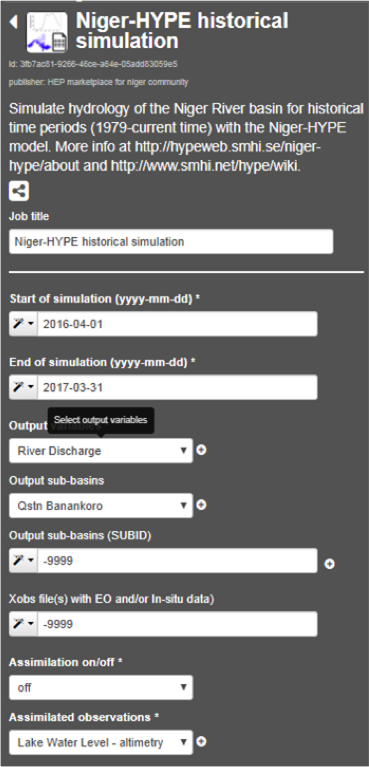 Niger-HYPE historical
simulation
Id: 3fb7ac81-9266-46ce-a64e-05add83059e5
publisher: HEP marketplace for niger community
Simulate hydrology of the Niger River basin for historical
time periods (1979-current time) with the Niger-HYPE
model. More info at http://hypeweb.smhi.se/niger-
hype/about and http://www.smhi.net/hype/wiki.
Job title
Niger-HYPE historical simulation
Start of simulation (yyyy-mm-dd) *
2016-04-01
End of simulation (yyyy-mm-dd) *
2017-03-31
Select output variables
Output
River Discharge
Output sub-basins
Qstn Banankoro
Output sub-basins (SUBID)
-9999
Xobs file(s) with EO and/or In-situ data)
-9999
Assimilation on/off *
off
Assimilated observations *
Lake Water Level - altimetry